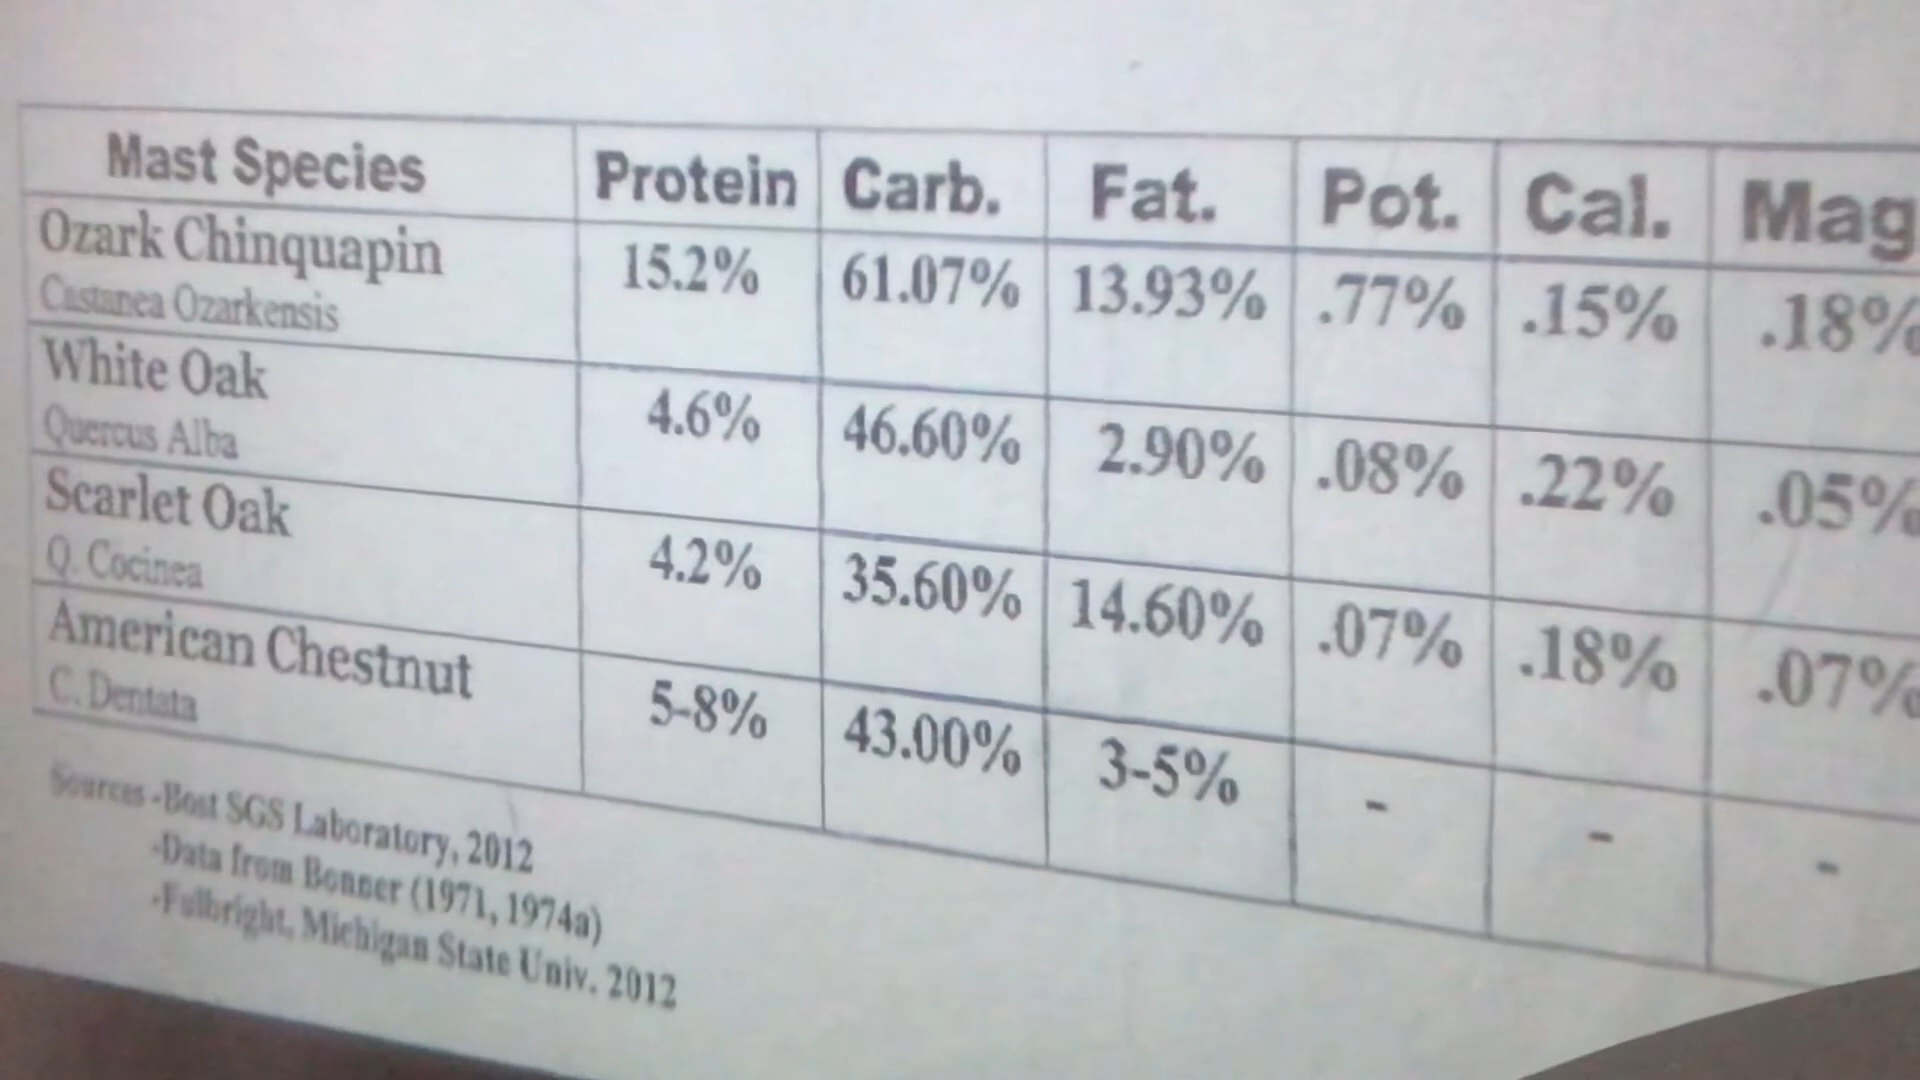 Mast Species Protein Carb. Fat. Pot. Cal. Mag
Ozark Chinquapin 15.2% 61.07% 13.93% .77% .15% .18%
Castanea Ozarkensis
White Oak 4.6% 46.60% 2.90% .08% .22% .05%
Quercus Alba
Scarlet Oak 4.2% 35.60% 14.60% .07% .18% .07%
Q. Cocinea
American Chestnut 5-8% 43.00% 3-5% - - -
C. Dentata
Sources -Bost SGS Laboratory, 2012
-Data from Bonner (1971, 1974a)
-Fulbright, Michigan State Univ. 2012